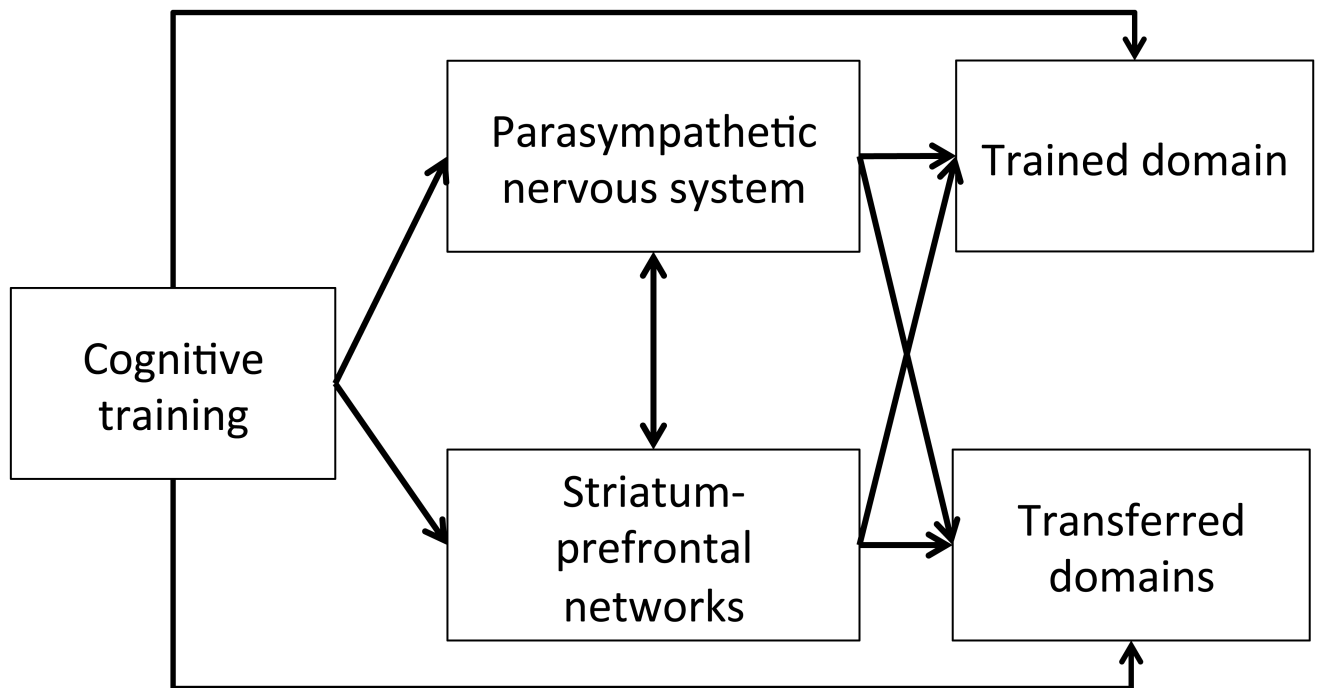 Parasympathetic
nervous system
Trained domain
Cognitive
training
Striatum-
prefrontal
networks
Transferred
domains